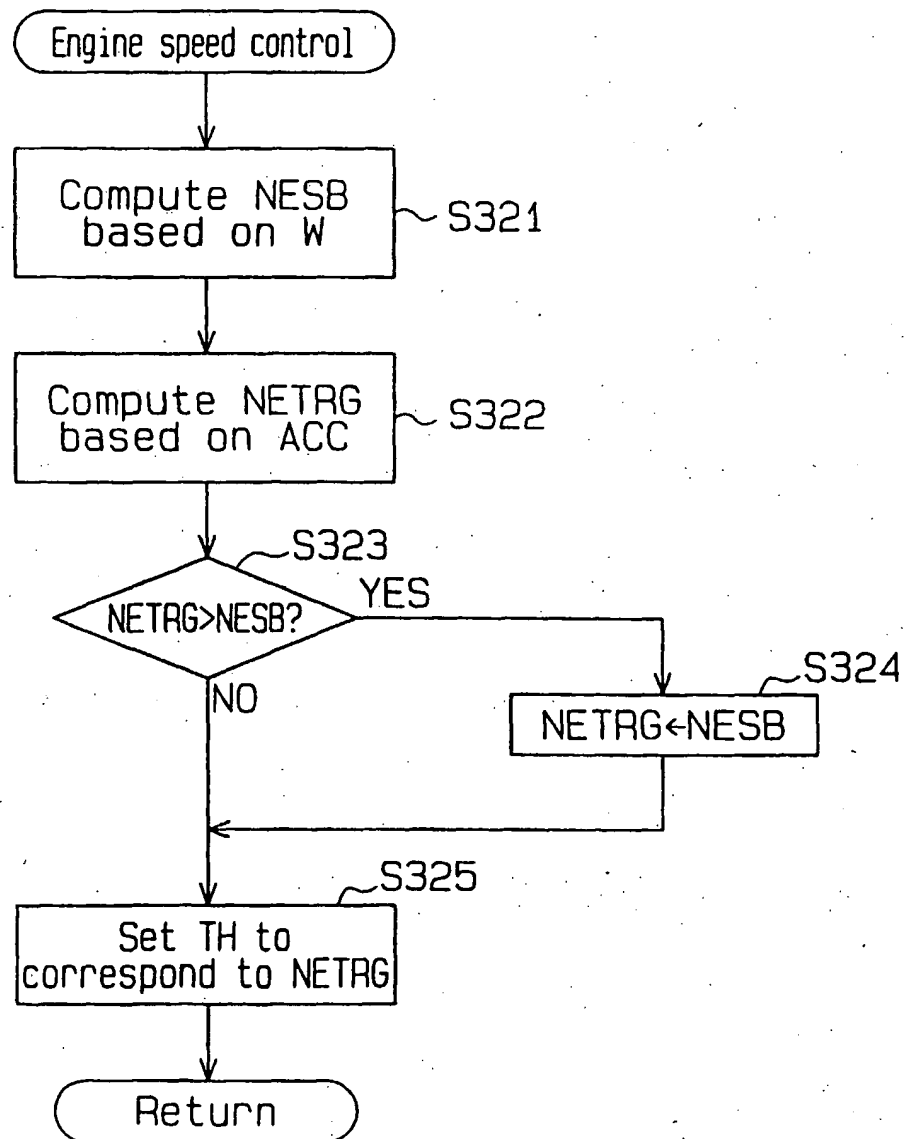 Engine speed control
Compute NESB
based on W
S321
Compute NETRG
based on ACC
S322
S323
NETRG>NESB?
YES
NO
S324
NETRG←NESB
S325
Set TH to
correspond to NETRG
Return